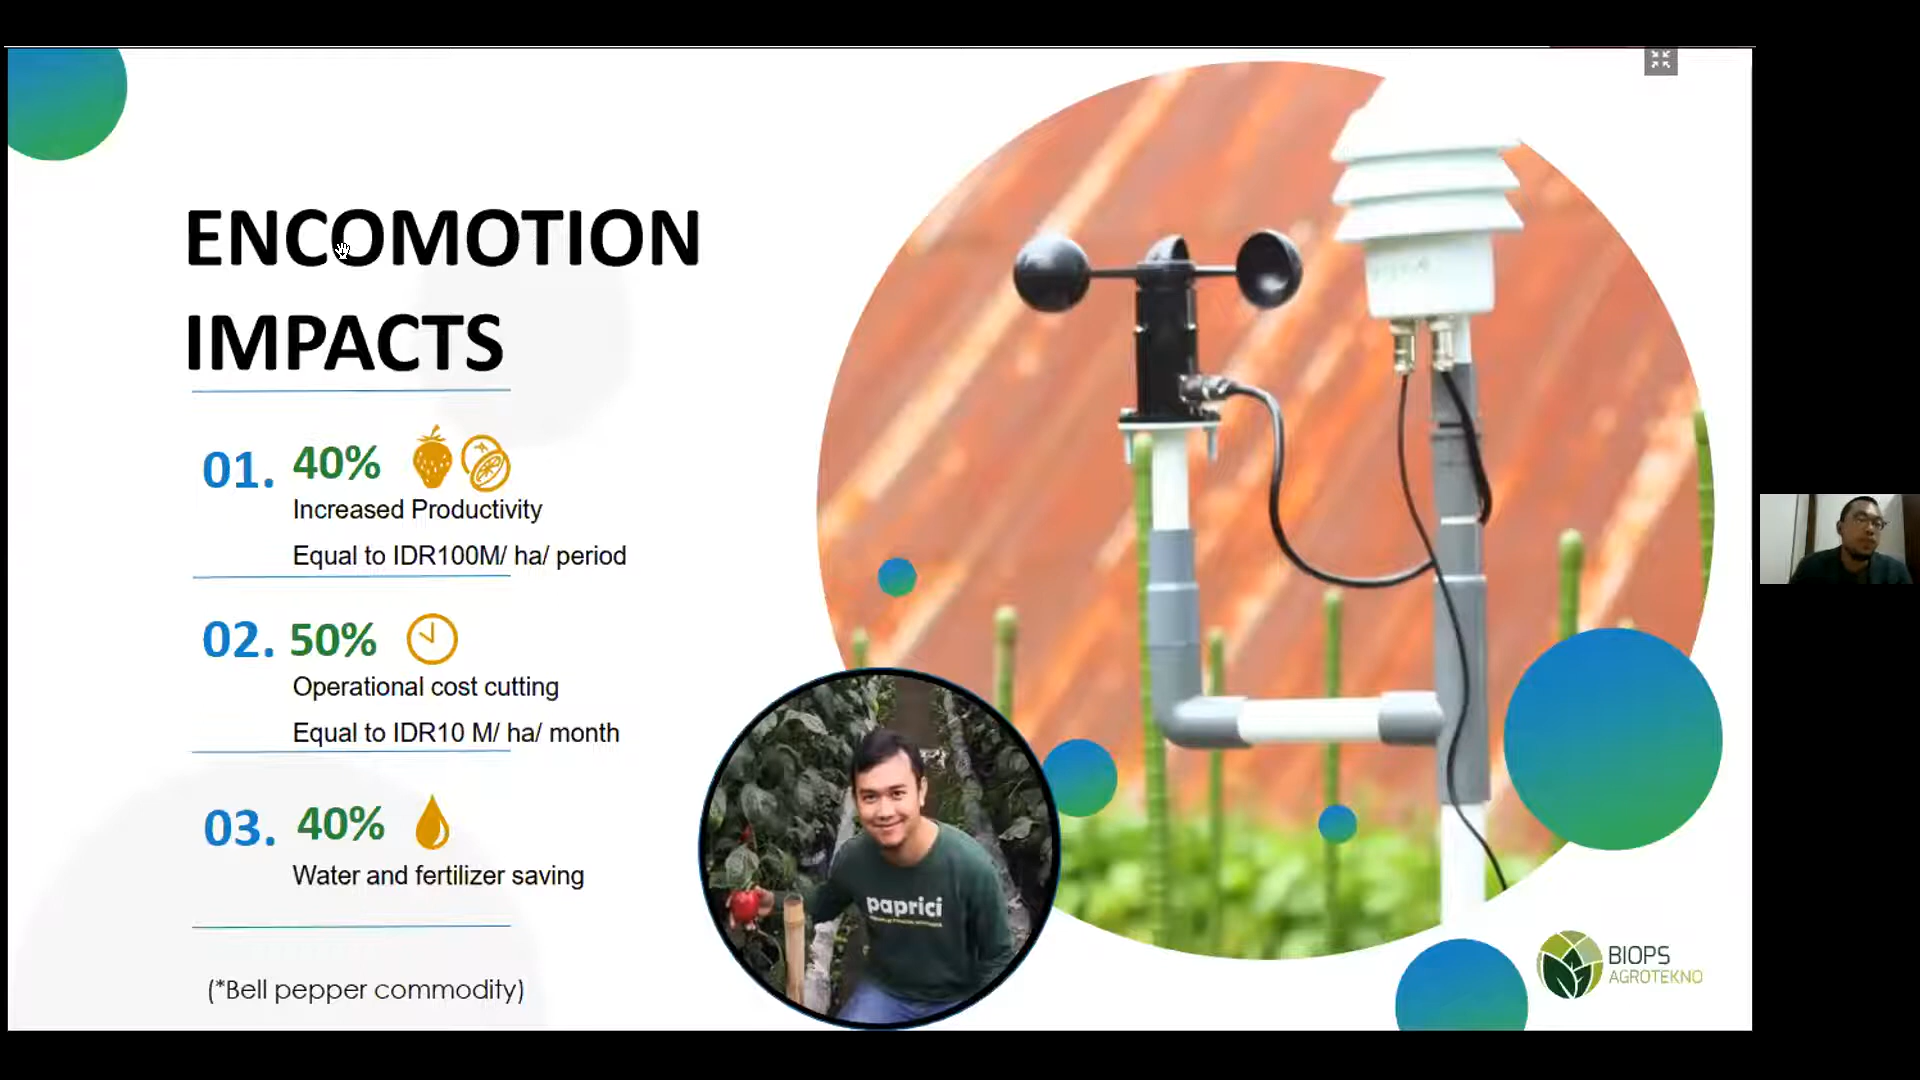 ENCOMOTION
IMPACTS
01. 40%
Increased Productivity
Equal to IDR100M/ ha/ period
02. 50%
Operational cost cutting
Equal to IDR10 M/ ha/ month
03. 40%
Water and fertilizer saving
(*Bell pepper commodity)
paprici
BIOPS
AGROTEKNO